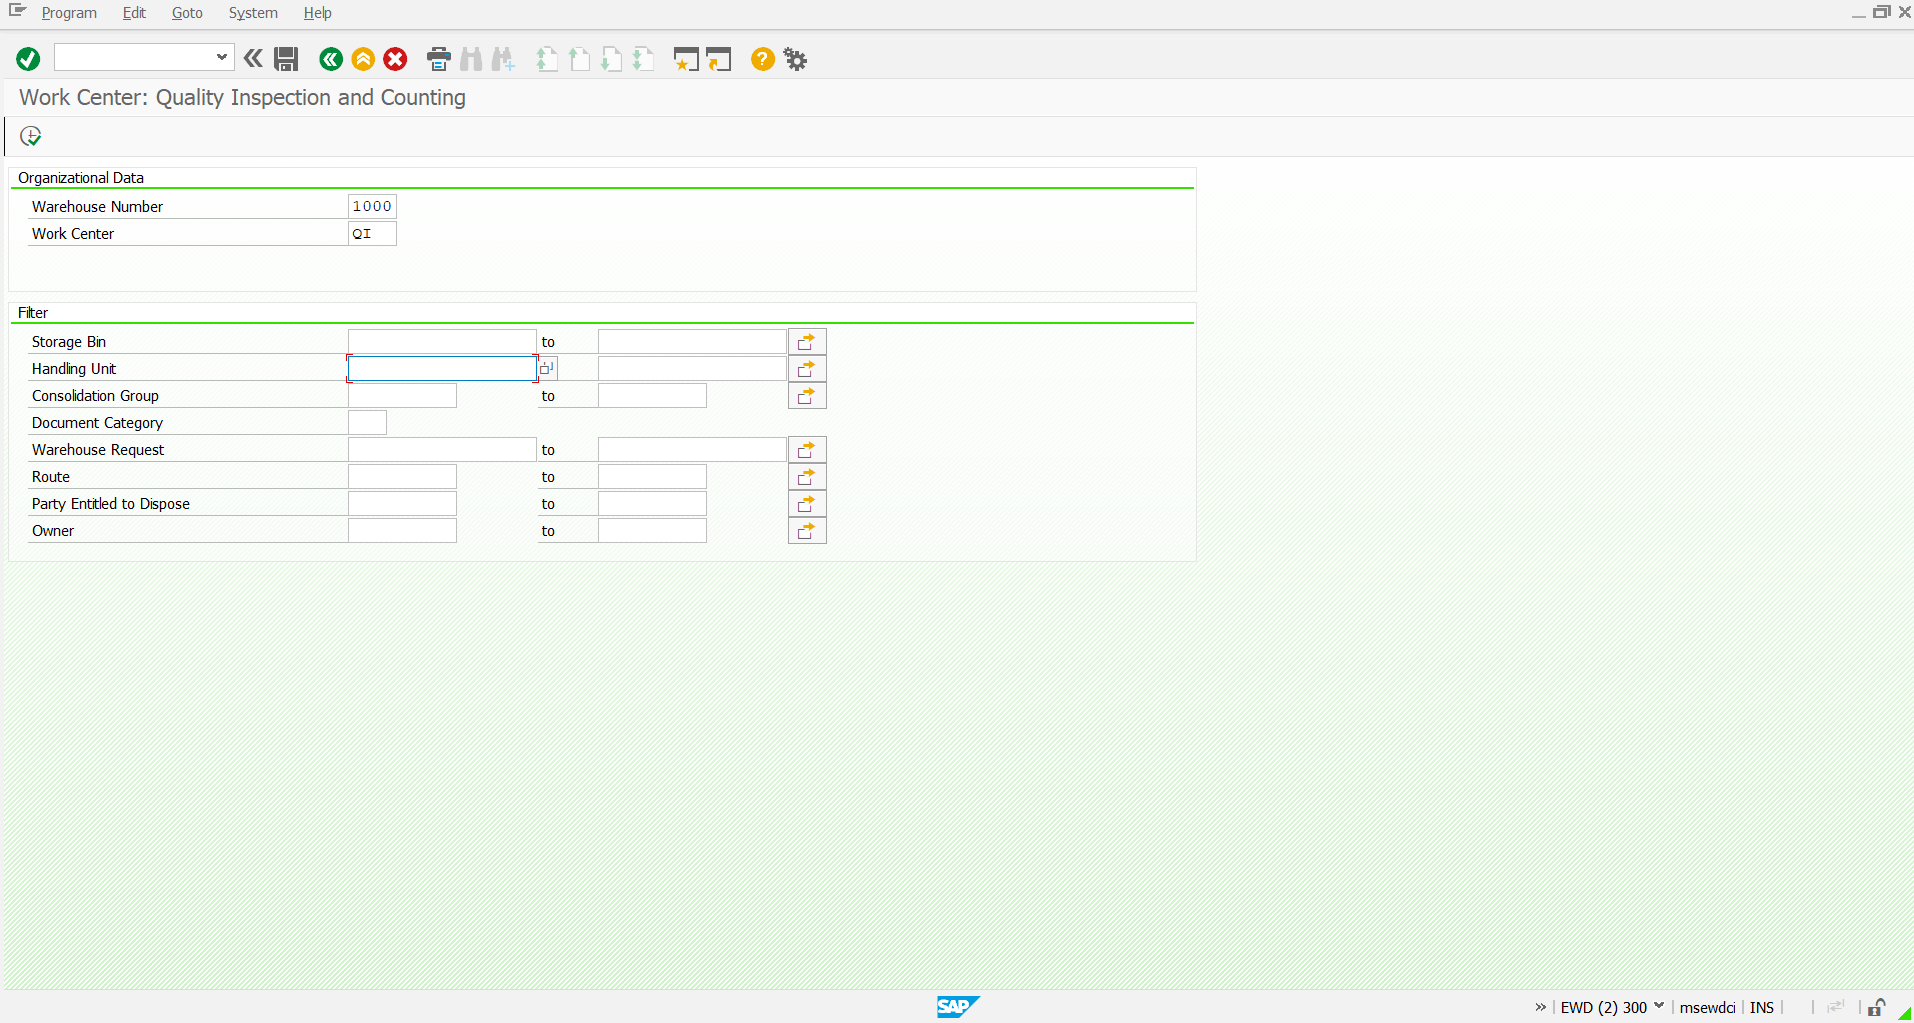 Program Edit Goto System Help
Work Center: Quality Inspection and Counting
Organizational Data
Warehouse Number 1000
Work Center QI
Filter
Storage Bin to
Handling Unit
Consolidation Group to
Document Category
Warehouse Request to
Route to
Party Entitled to Dispose to
Owner to
SAP EWD (2) 300 msewdci INS